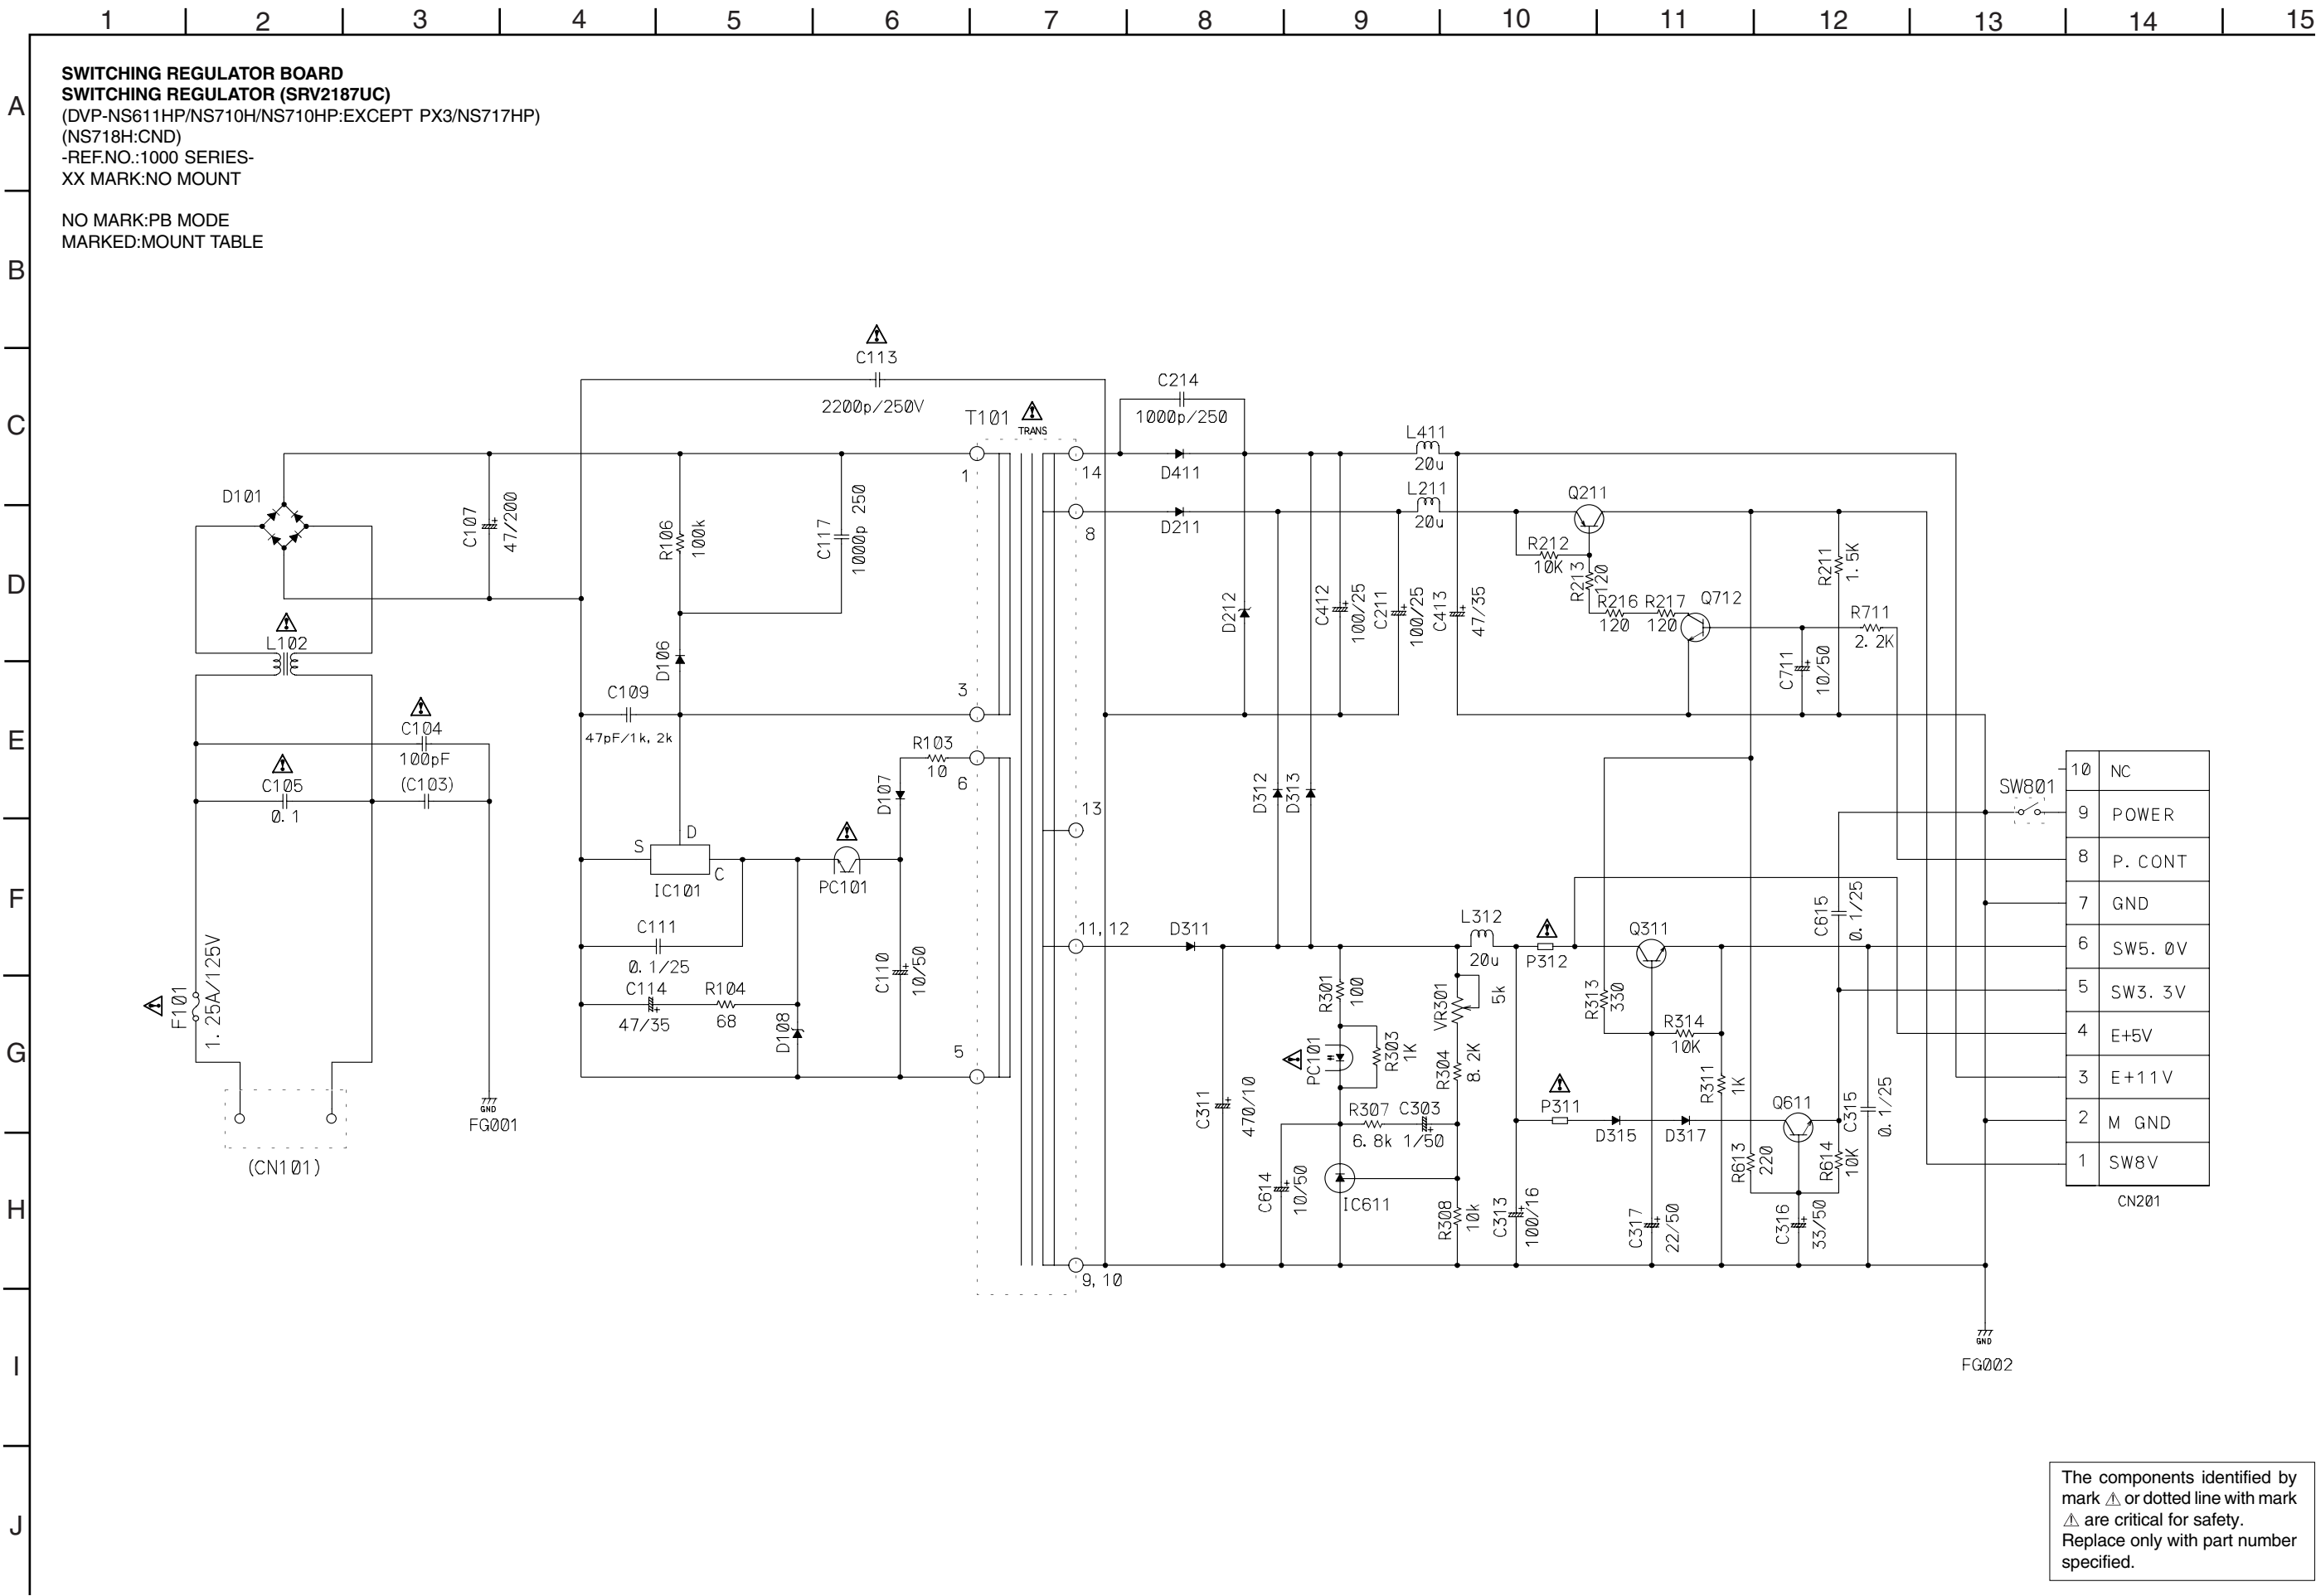 1 2 3 4 5 6 7 8 9 10 11 12 13 14 15
A
B
C
D
E
F
G
H
I
J
SWITCHING REGULATOR BOARD
SWITCHING REGULATOR (SRV2187UC)
(DVP-NS611HP/NS710H/NS710HP:EXCEPT PX3/NS717HP)
(NS718H:CND)
-REF.NO.:1000 SERIES-
XX MARK:NO MOUNT
NO MARK:PB MODE
MARKED:MOUNT TABLE
C113
2200p/250V
T101
TRANS
C214
1000p/250
D411
D211
L411
20u
L211
20u
Q211
D101
C107
47/200
R106
100k
C117
1000p 250
1
14
8
R212
10K
R213
120
R216
120
R217
120
Q712
R211
1.5K
R711
2.2K
C711
10/50
D212
C412
100/25
C211
100/25
C413
47/35
L102
D106
C109
47pF/1k,2k
3
C104
100pF
(C103)
C105
0.1
R103
10
6
D107
13
D312
D313
SW801
S
D
C
IC101
PC101
C111
0.1/25
C114
47/35
R104
68
D108
C110
10/50
5
11,12
D311
L312
20u
P312
Q311
C615
0.1/25
F101
1.25A/125V
GND
FG001
(CN101)
C311
470/10
R301
100
PC101
R303
1K
VR301
5k
R304
8.2K
R307
6.8k
C303
1/50
C614
10/50
IC611
R308
10k
R313
330
R314
10K
R311
1K
P311
D315
D317
Q611
C315
0.1/25
R613
220
R614
10K
C313
100/16
C317
22/50
C316
33/50
9,10
10 NC
9 POWER
8 P.CONT
7 GND
6 SW5.0V
5 SW3.3V
4 E+5V
3 E+11V
2 M GND
1 SW8V
CN201
GND
FG002
The components identified by
mark ⚠ or dotted line with mark
⚠ are critical for safety.
Replace only with part number
specified.